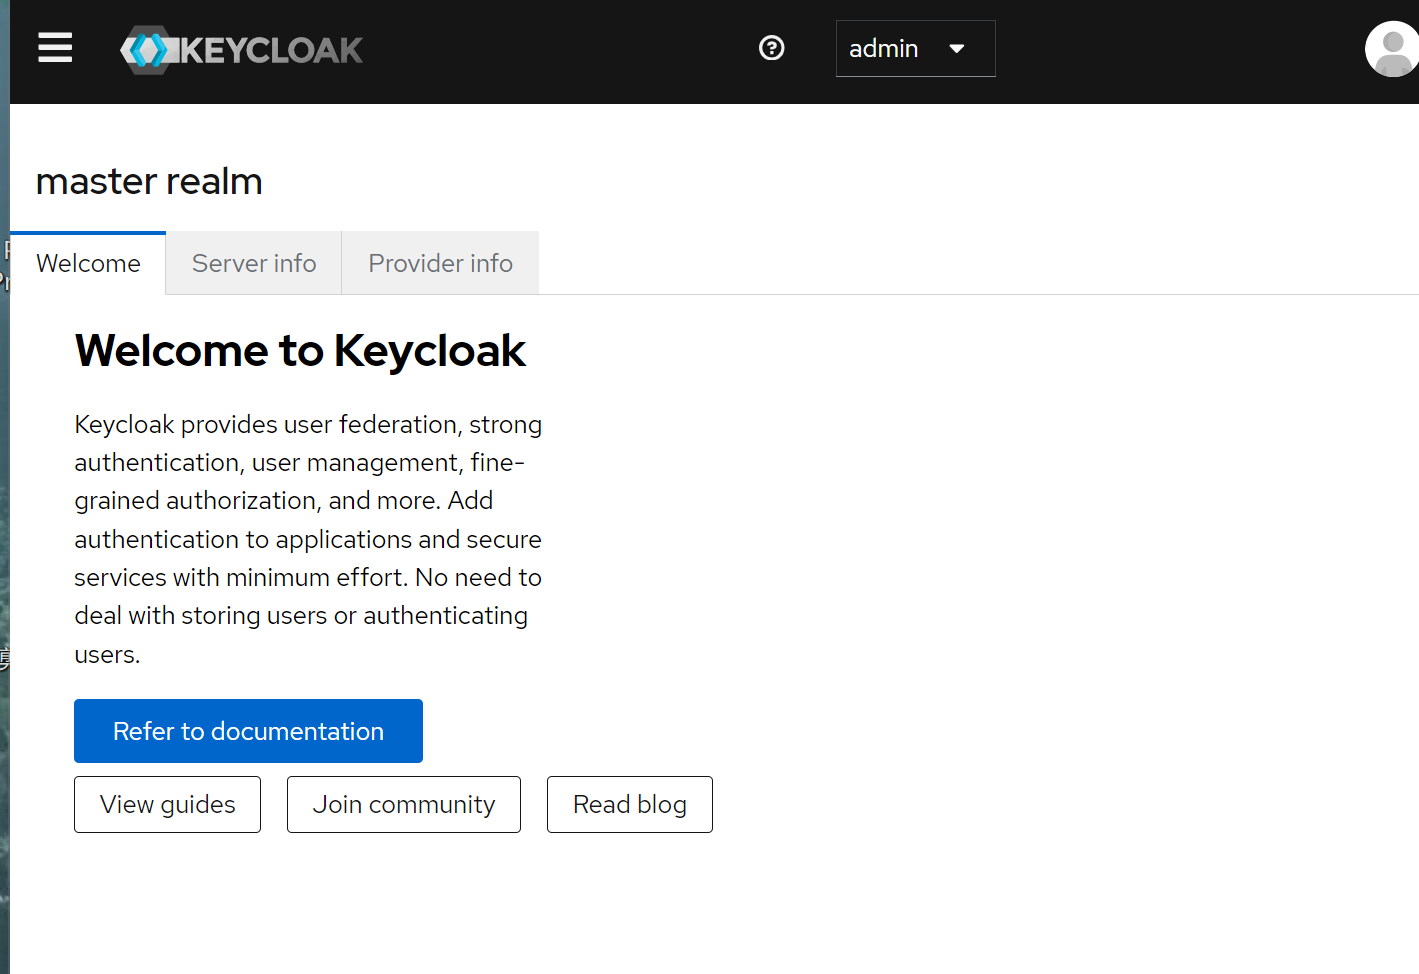 KEYCLOAK
admin
master realm
Welcome
Server info
Provider info
Welcome to Keycloak
Keycloak provides user federation, strong
authentication, user management, fine-
grained authorization, and more. Add
authentication to applications and secure
services with minimum effort. No need to
deal with storing users or authenticating
users.
Refer to documentation
View guides
Join community
Read blog